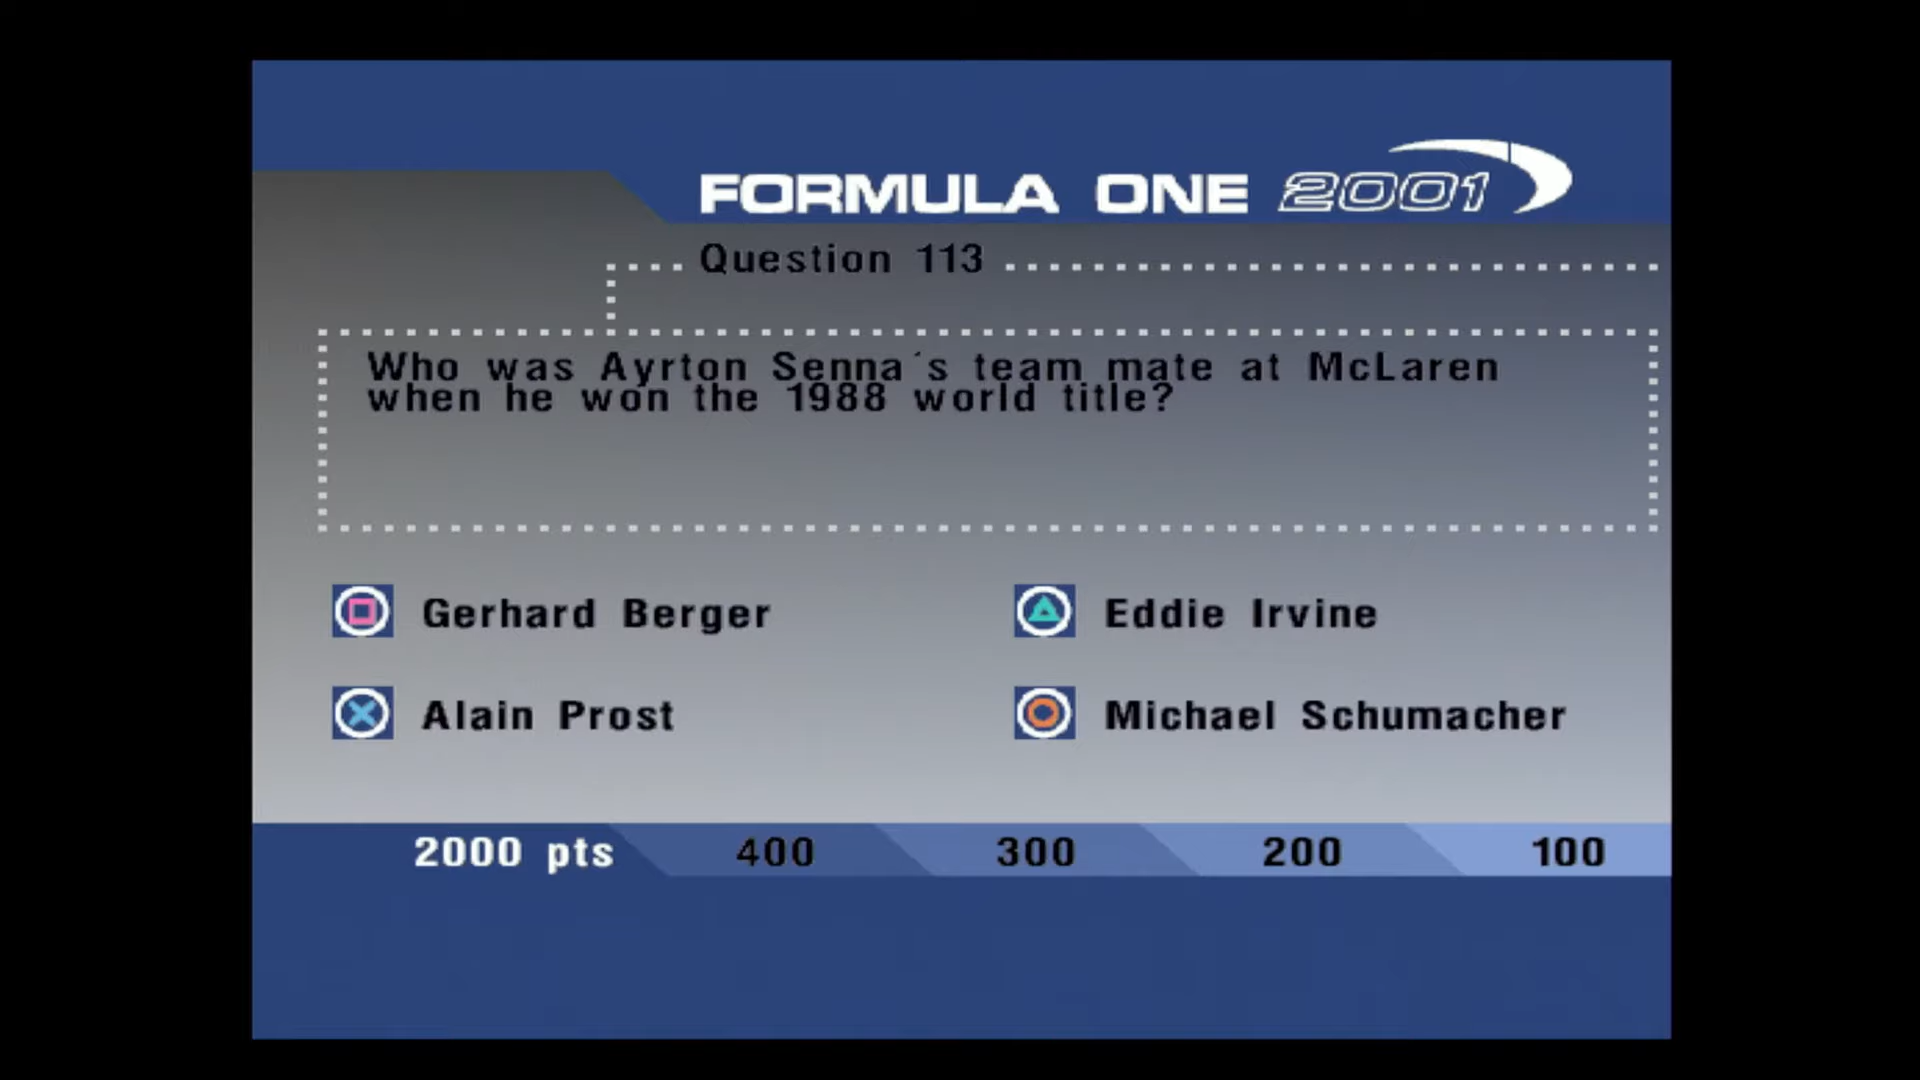 FORMULA ONE 2001
Question 113
Who was Ayrton Senna´s team mate at McLaren
when he won the 1988 world title?
Gerhard Berger
Eddie Irvine
Alain Prost
Michael Schumacher
2000 pts 400 300 200 100